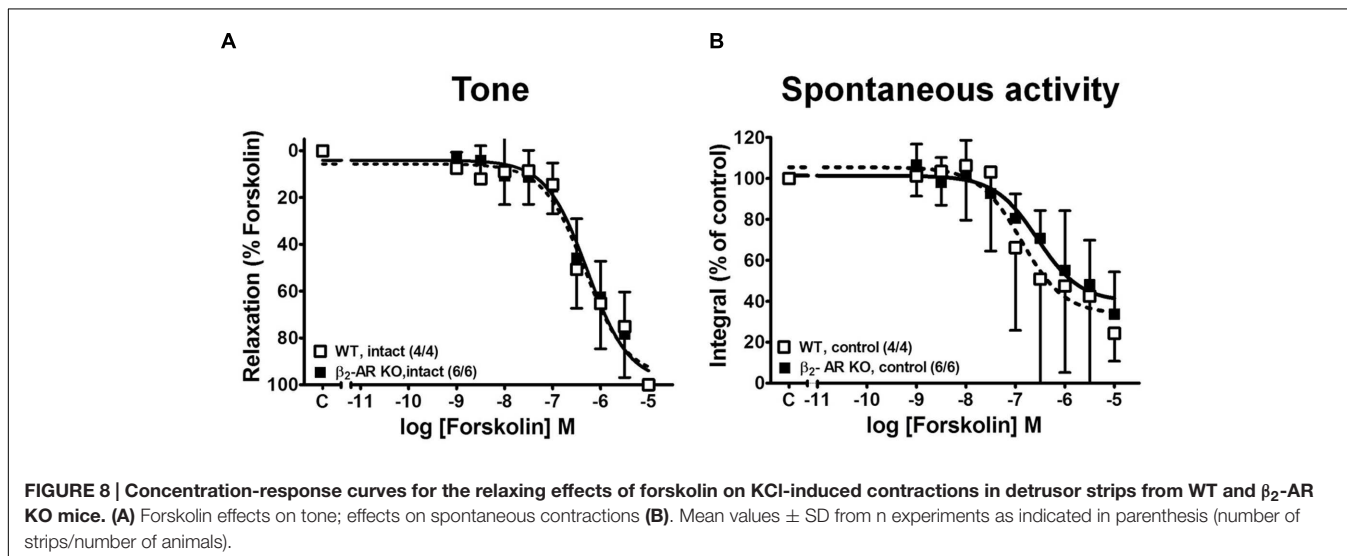 A
B
Tone
Spontaneous activity
Relaxation (% Forskolin)
0
20
40
60
80
100
WT, intact (4/4)
β2-AR KO,intact (6/6)
C -11 -10 -9 -8 -7 -6 -5
log [Forskolin] M
Integral (% of control)
120
100
80
60
40
20
0
WT, control (4/4)
β2- AR KO, control (6/6)
C -11 -10 -9 -8 -7 -6 -5
log [Forskolin] M
FIGURE 8 | Concentration-response curves for the relaxing effects of forskolin on KCl-induced contractions in detrusor strips from WT and β2-AR
KO mice. (A) Forskolin effects on tone; effects on spontaneous contractions (B). Mean values ± SD from n experiments as indicated in parenthesis (number of
strips/number of animals).